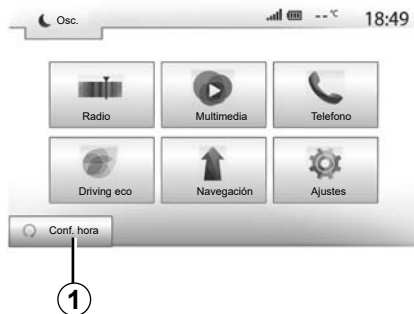 Osc.
--°C
18:49
Radio
Multimedia
Telefono
Driving eco
Navegación
Ajustes
Conf. hora
1